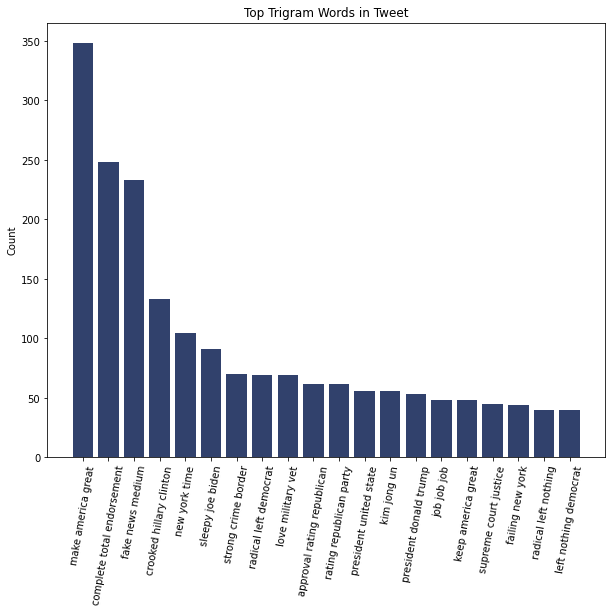 Top Trigram Words in Tweet
Count
350
300
250
200
150
100
50
0
make america great
complete total endorsement
fake news medium
crooked hillary clinton
new york time
sleepy joe biden
strong crime border
radical left democrat
love military vet
approval rating republican
rating republican party
president united state
kim jong un
president donald trump
job job job
keep america great
supreme court justice
failing new york
radical left nothing
left nothing democrat